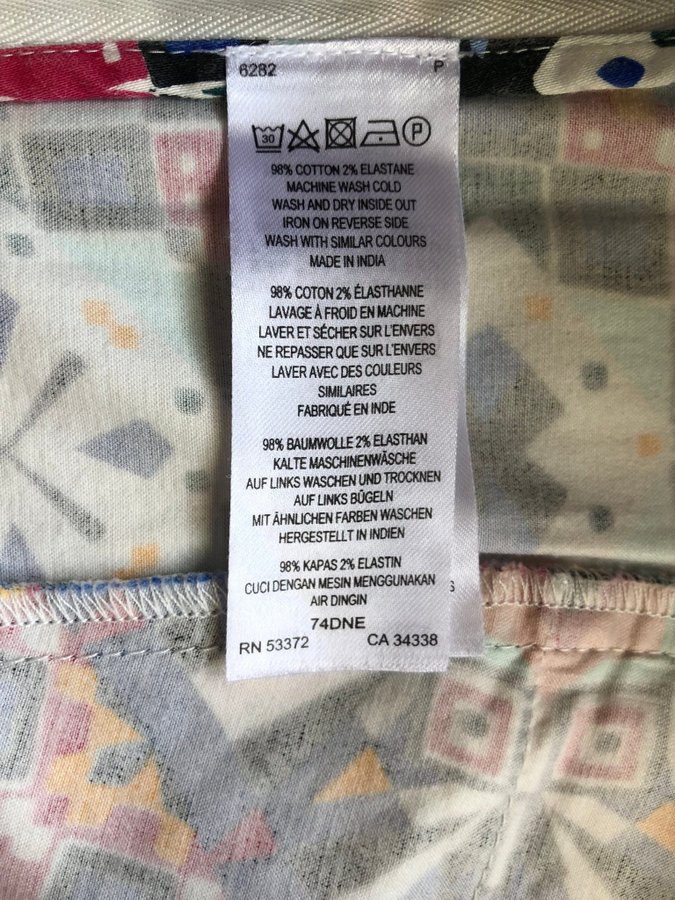 6282 P
30 P
98% COTTON 2% ELASTANE
MACHINE WASH COLD
WASH AND DRY INSIDE OUT
IRON ON REVERSE SIDE
WASH WITH SIMILAR COLOURS
MADE IN INDIA
98% COTON 2% ÉLASTHANNE
LAVAGE À FROID EN MACHINE
LAVER ET SÉCHER SUR L'ENVERS
NE REPASSER QUE SUR L'ENVERS
LAVER AVEC DES COULEURS
SIMILAIRES
FABRIQUÉ EN INDE
98% BAUMWOLLE 2% ELASTHAN
KALTE MASCHINENWÄSCHE
AUF LINKS WASCHEN UND TROCKNEN
AUF LINKS BÜGELN
MIT ÄHNLICHEN FARBEN WASCHEN
HERGESTELLT IN INDIEN
98% KAPAS 2% ELASTIN
CUCI DENGAN MESIN MENGGUNAKAN
AIR DINGIN
74DNE
RN 53372 CA 34338